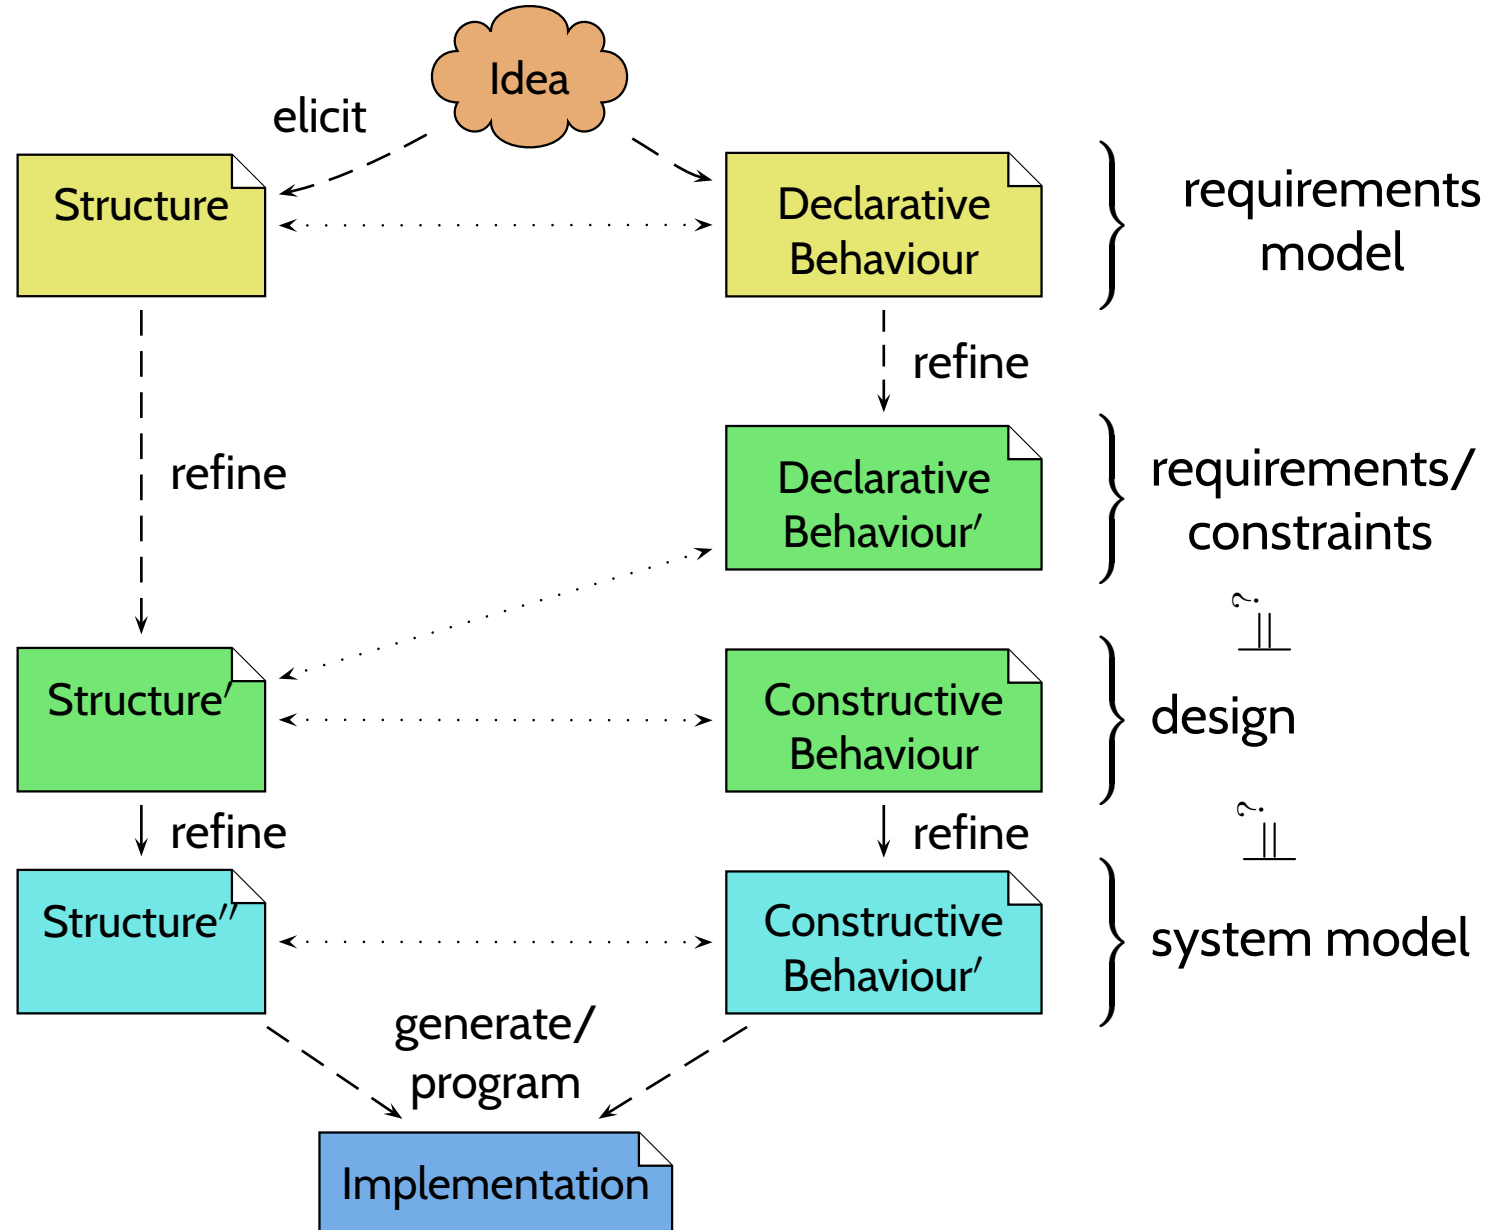 Idea
elicit
Structure
Declarative
Behaviour
requirements
model
refine
refine
Declarative
Behaviour′
requirements/
constraints
?
Structure′
Constructive
Behaviour
design
?
refine
refine
Structure′′
Constructive
Behaviour′
system model
generate/
program
Implementation